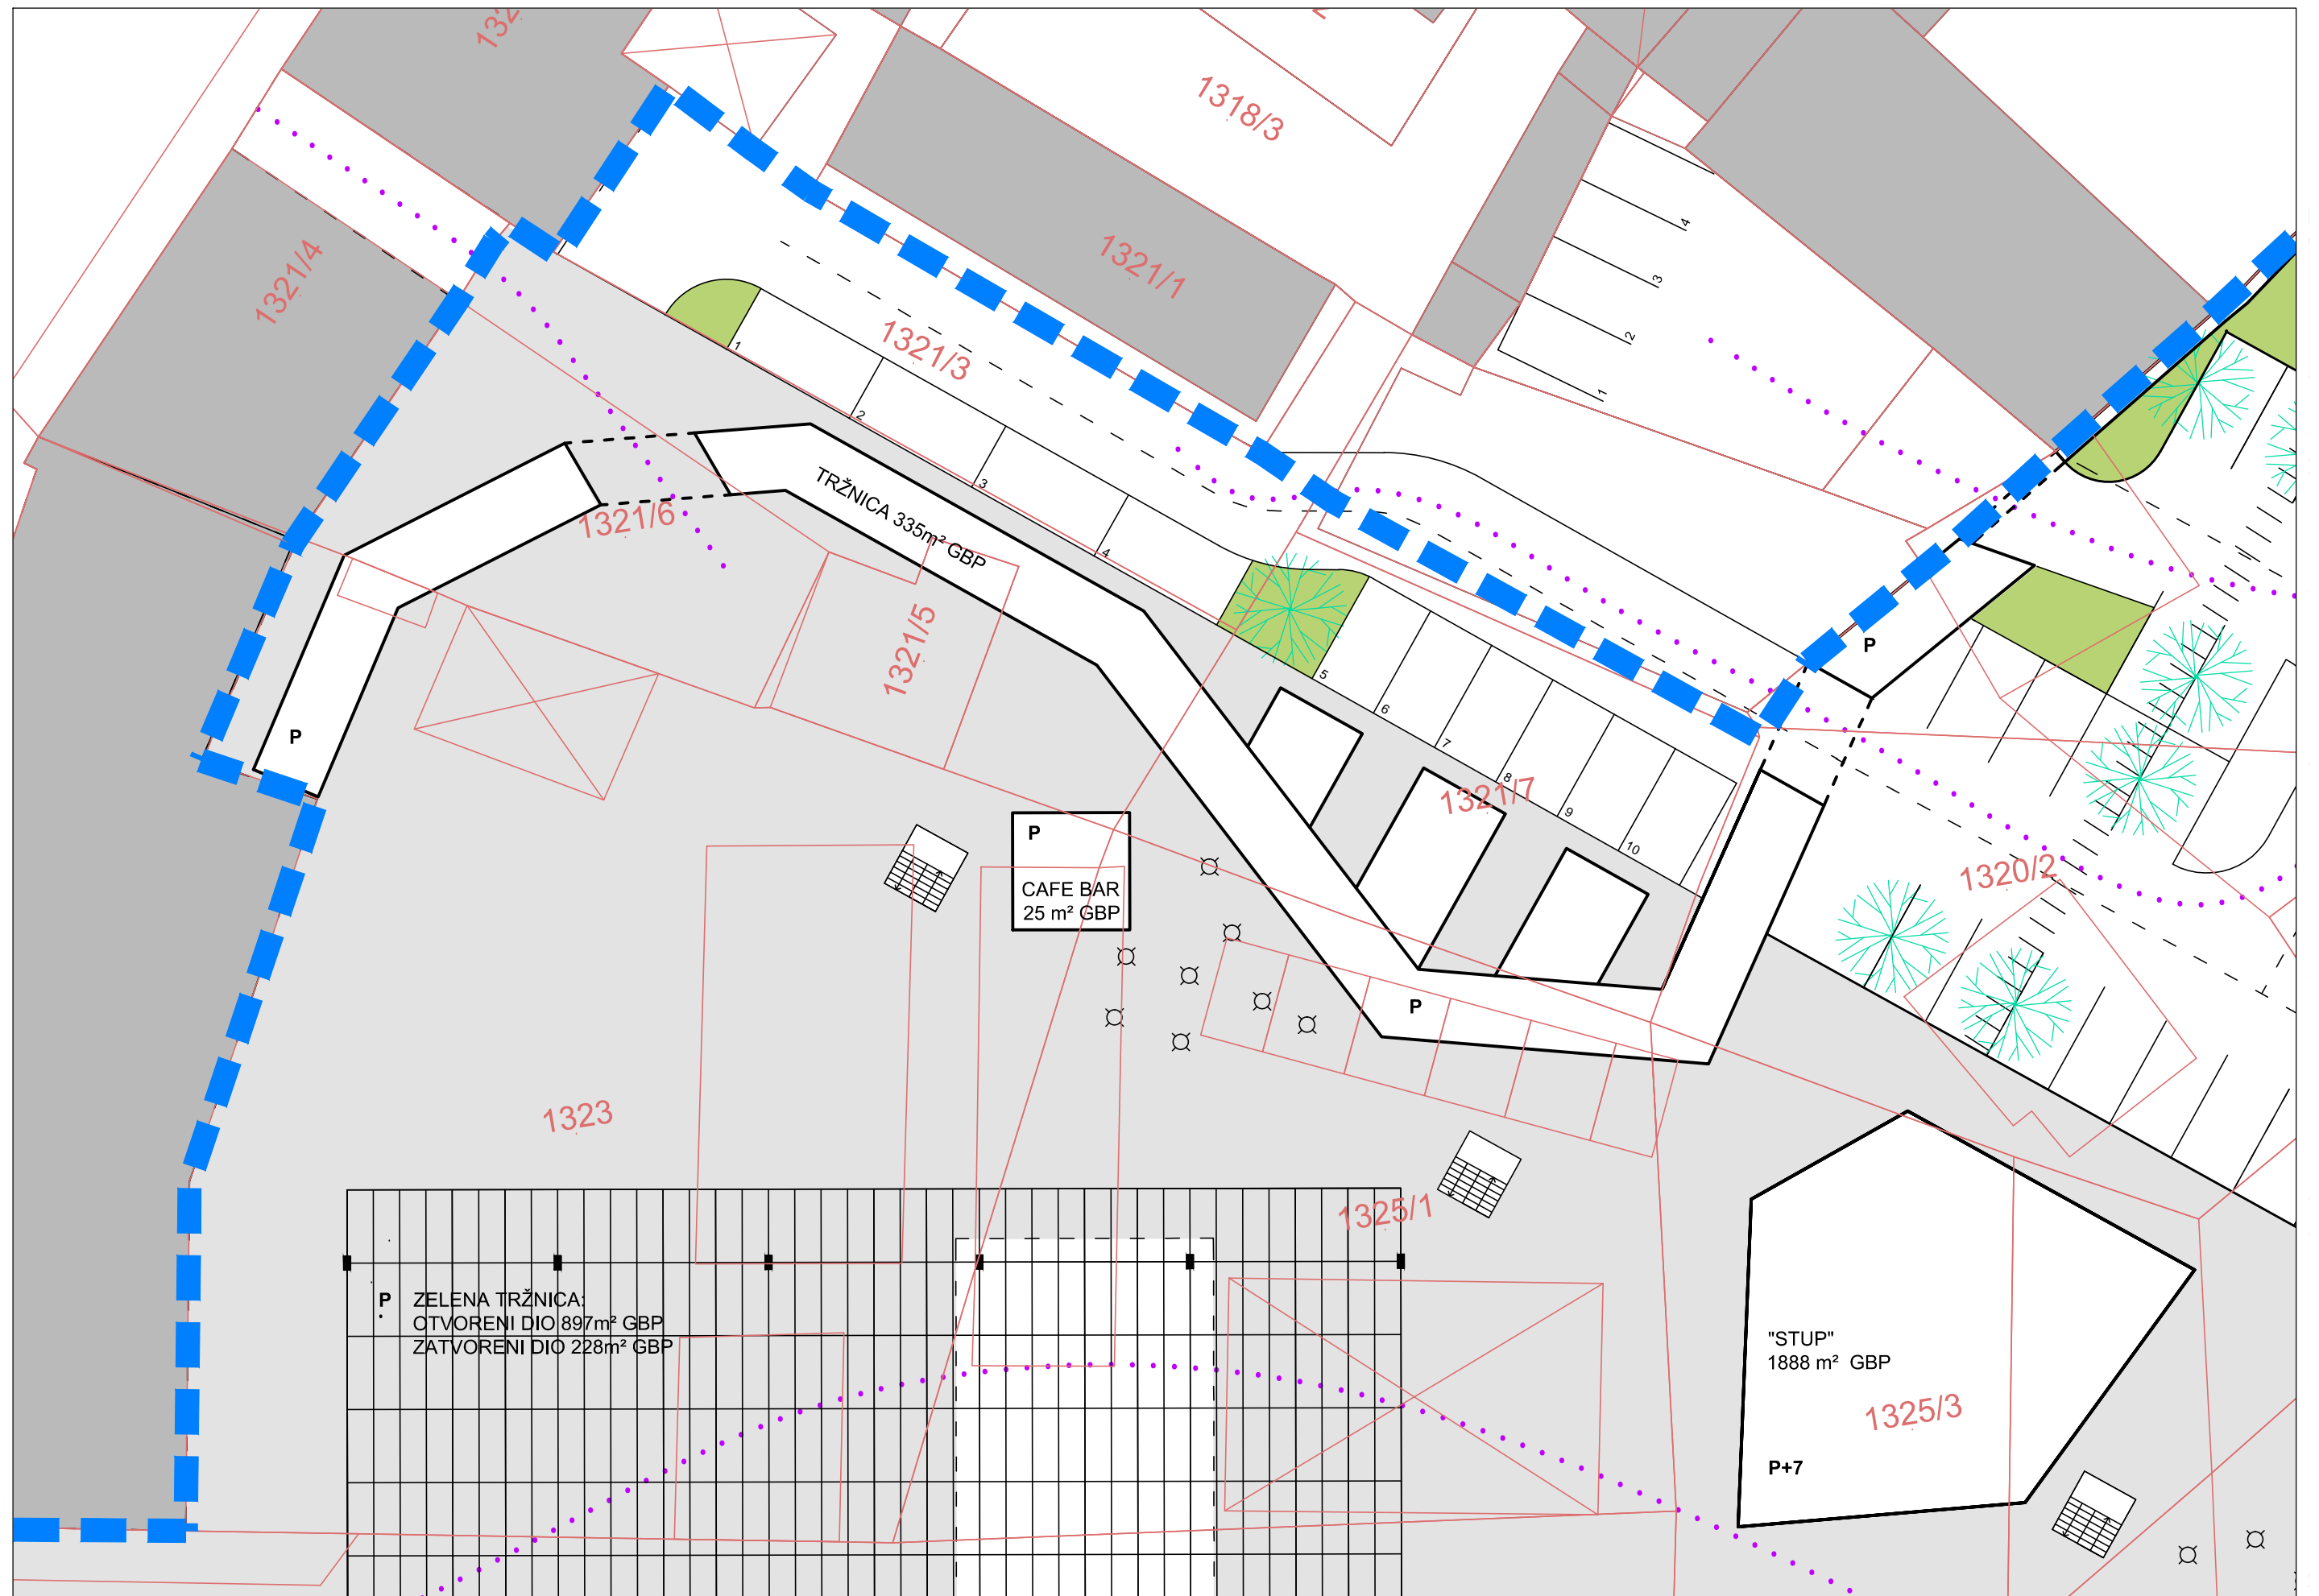 132
1318/3
1321/4
1321/1
1321/3
4
3
2
1
1
2
3
4
TRŽNICA 335m² GBP
1321/6
1321/5
5
6
7
8
9
10
P
P
1321/7
P
CAFE BAR
25 m² GBP
1320/2
P
1323
1325/1
P
ZELENA TRŽNICA:
OTVORENI DIO 897m² GBP
ZATVORENI DIO 228m² GBP
"STUP"
1888 m² GBP
1325/3
P+7